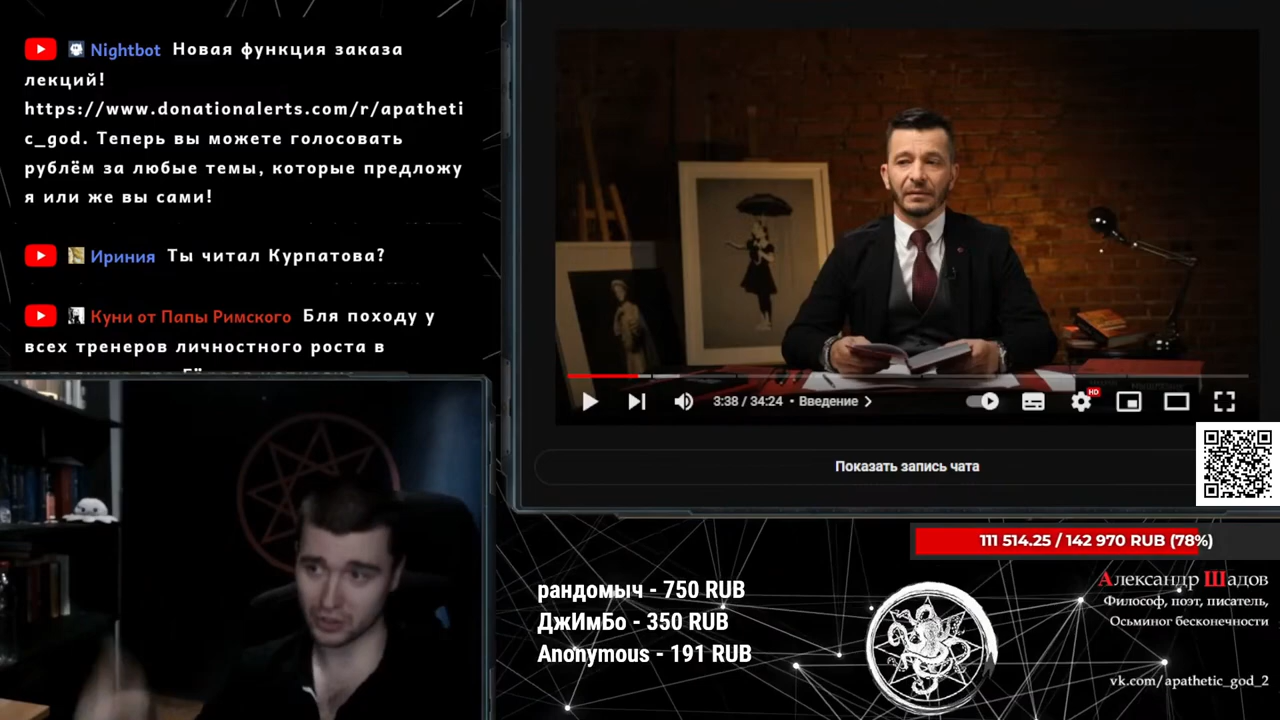 Nightbot Новая функция заказа
лекций!
https://www.donationalerts.com/r/apatheti
c_god. Теперь вы можете голосовать
рублём за любые темы, которые предложу
я или же вы сами!
Ириния Ты читал Курпатова?
Куни от Папы Римского Бля походу у
всех тренеров личностного роста в
3:38 / 34:24 • Введение
HD
Показать запись чата
111 514.25 / 142 970 RUB (78%)
рандомыч - 750 RUB
ДжИмБо - 350 RUB
Anonymous - 191 RUB
Александр Шадов
Философ, поэт, писатель,
Осьминог бесконечности
vk.com/apathetic_god_2